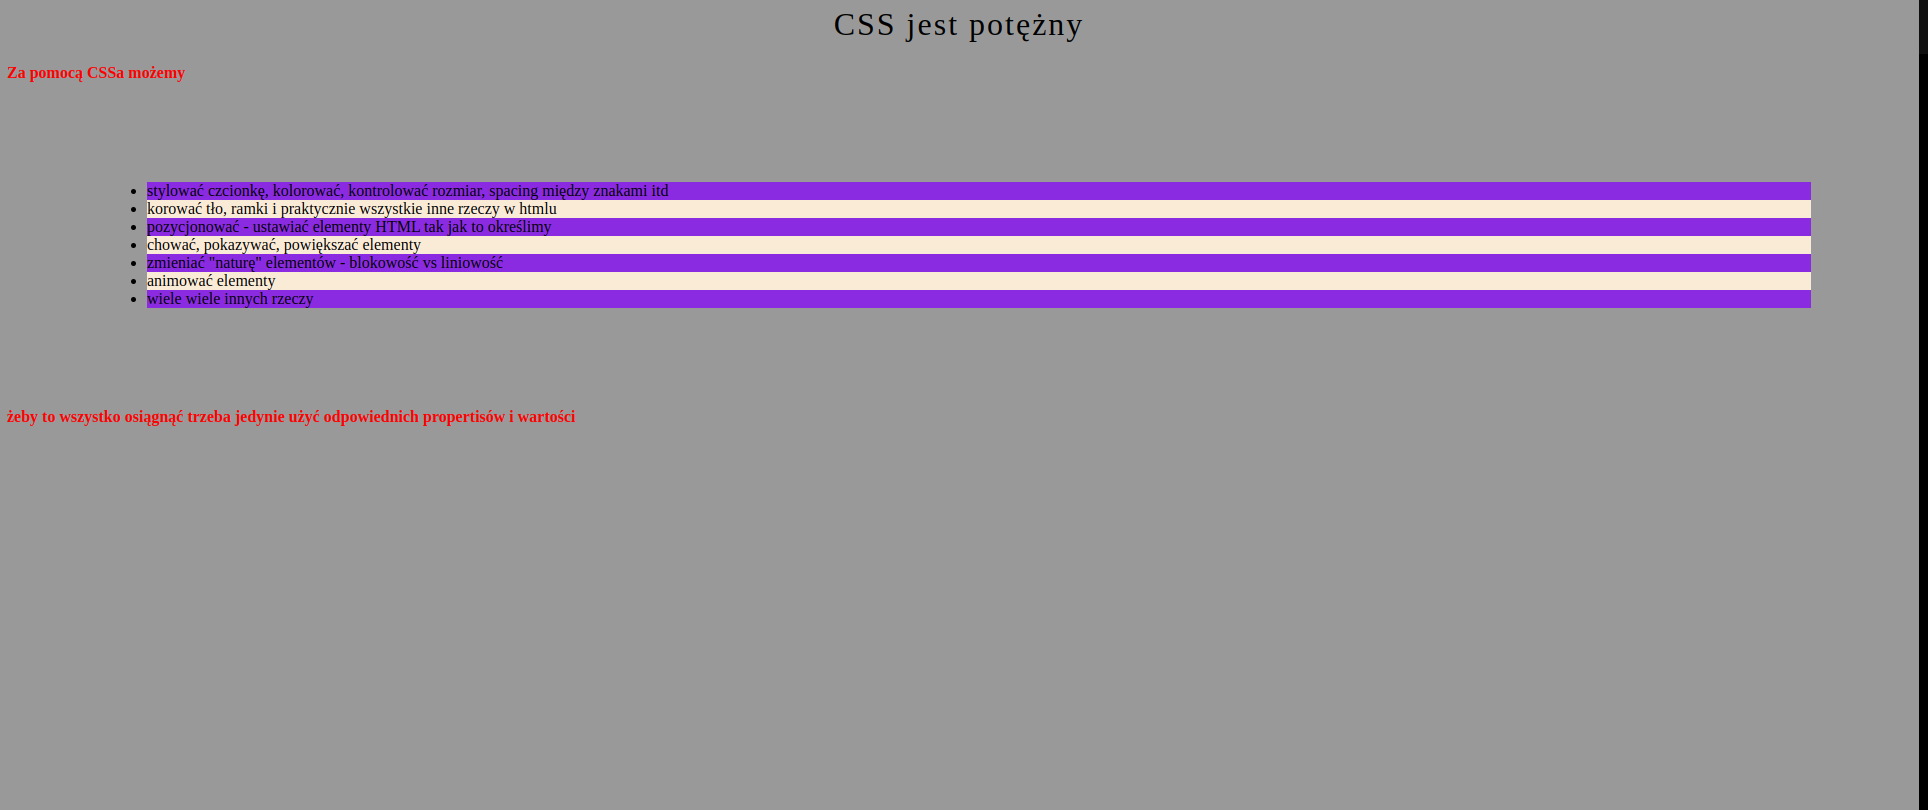 CSS jest potężny
Za pomocą CSSa możemy
stylować czcionkę, kolorować, kontrolować rozmiar, spacing między znakami itd
korować tło, ramki i praktycznie wszystkie inne rzeczy w htmlu
pozycjonować - ustawiać elementy HTML tak jak to określimy
chować, pokazywać, powiększać elementy
zmieniać "naturę" elementów - blokowość vs liniowość
animować elementy
wiele wiele innych rzeczy
żeby to wszystko osiągnąć trzeba jedynie użyć odpowiednich propertisów i wartości